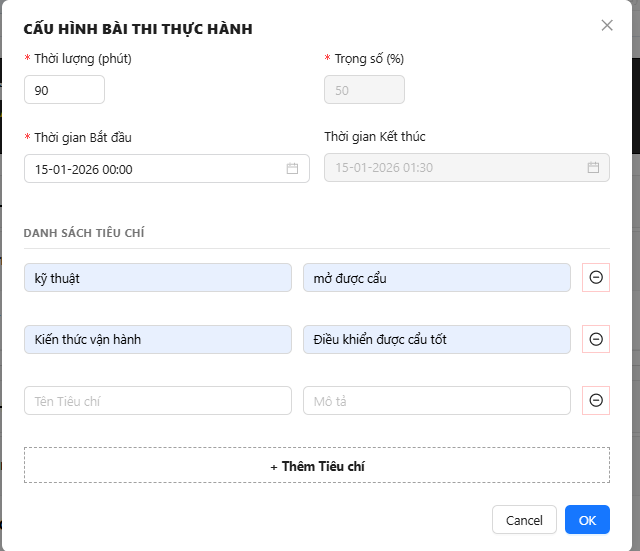 CẤU HÌNH BÀI THI THỰC HÀNH
* Thời lượng (phút)
* Trọng số (%)
90
50
* Thời gian Bắt đầu
Thời gian Kết thúc
15-01-2026 00:00
15-01-2026 01:30
DANH SÁCH TIÊU CHÍ
kỹ thuật
mở được cẩu
Kiến thức vận hành
Điều khiển được cẩu tốt
Tên Tiêu chí
Mô tả
+ Thêm Tiêu chí
Cancel
OK